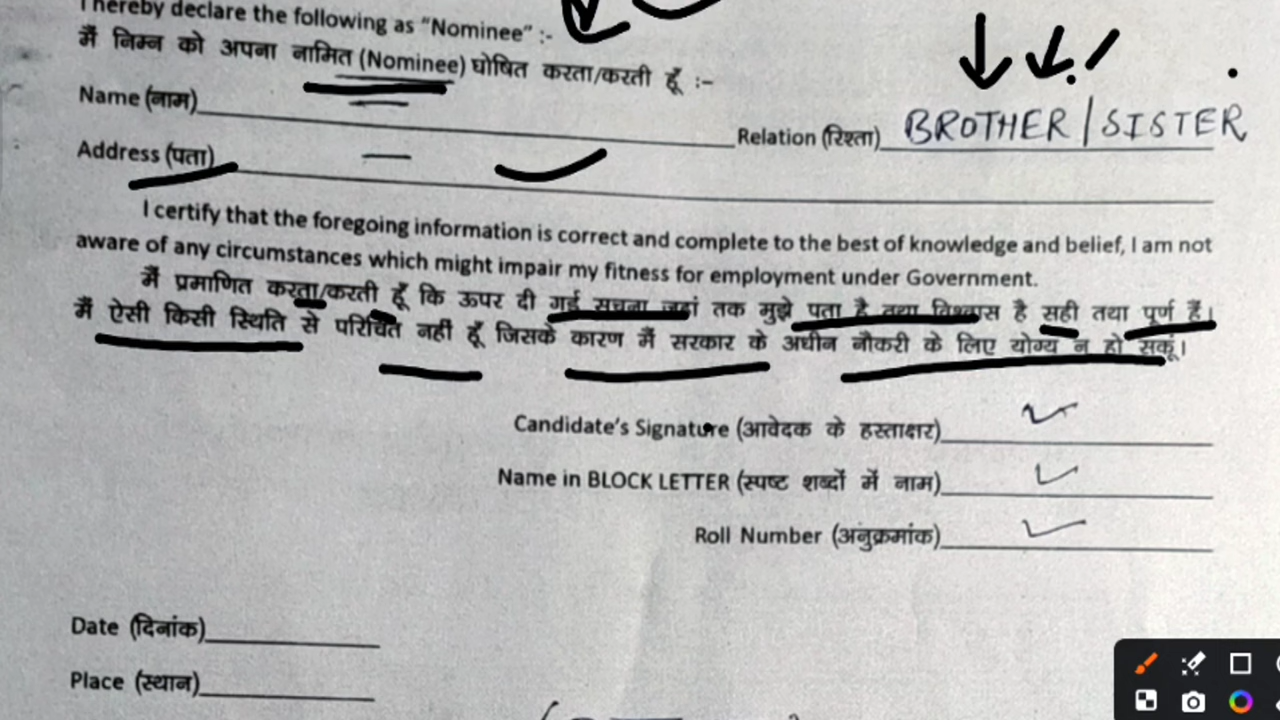 I hereby declare the following as “Nominee” :-
मैं निम्न को अपना नामित (Nominee) घोषित करता/करती हूँ :-
Name (नाम) Relation (रिश्ता) BROTHER / SISTER
Address (पता)
I certify that the foregoing information is correct and complete to the best of knowledge and belief, I am not
aware of any circumstances which might impair my fitness for employment under Government.
मैं प्रमाणित करता/करती हूँ कि ऊपर दी गई सूचना जहां तक मुझे पता है तथा विश्वास है सही तथा पूर्ण हैं।
मैं ऐसी किसी स्थिति से परिचित नहीं हूँ जिसके कारण मैं सरकार के अधीन नौकरी के लिए योग्य न हो सकूं।
Candidate’s Signature (आवेदक के हस्ताक्षर)
Name in BLOCK LETTER (स्पष्ट शब्दों में नाम)
Roll Number (अनुक्रमांक)
Date (दिनांक)
Place (स्थान)